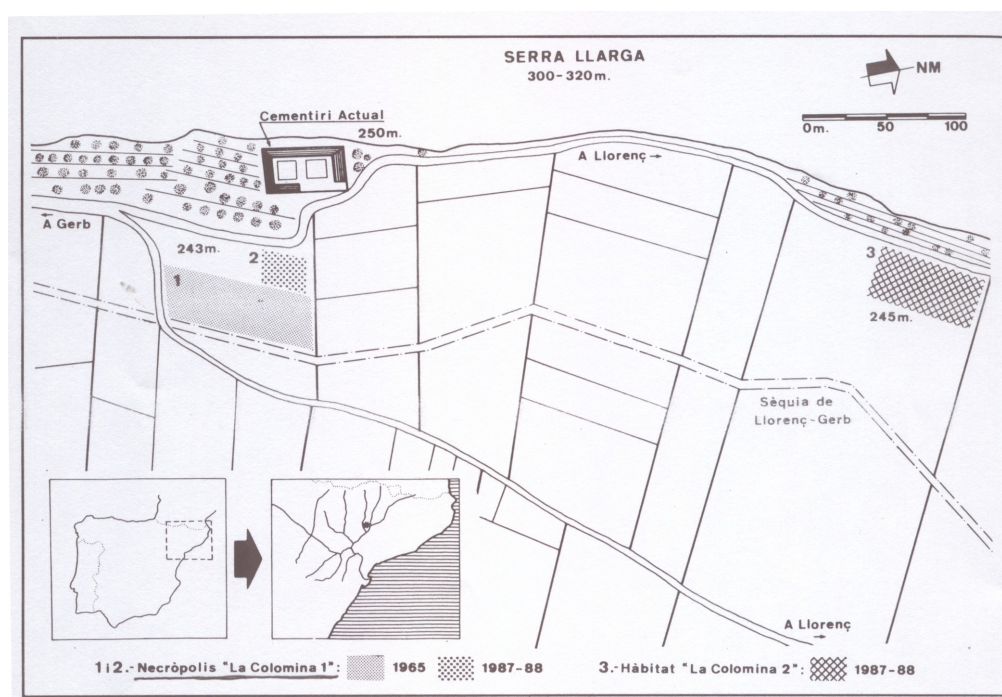 SERRA LLARGA
300-320m.
NM
0m. 50 100
Cementiri Actual
250m.
A Llorenç →
← A Gerb
243m.
2
1
3
245m.
Sèquia de
Llorenç-Gerb
A Llorenç →
1 i 2.- Necròpolis "La Colomina 1": 1965 1987-88 3.- Hàbitat "La Colomina 2": 1987-88